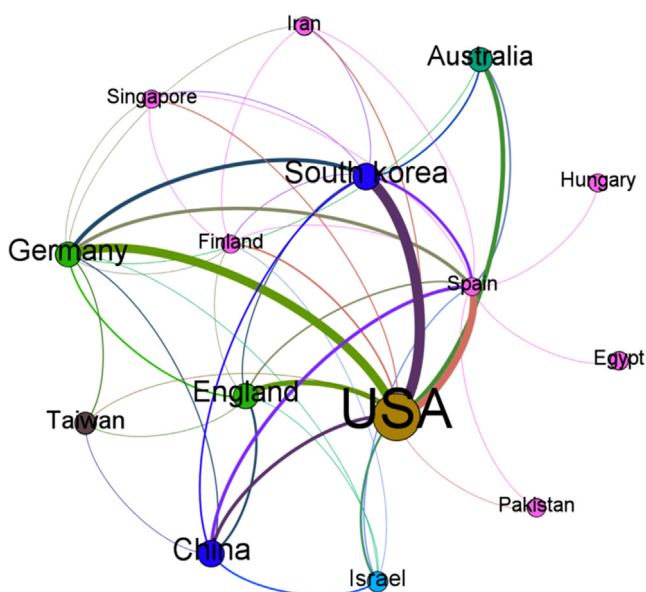 Iran
Australia
Singapore
South korea
Hungary
Finland
Germany
Spain
Egypt
England
USA
Taiwan
Pakistan
China
Israel